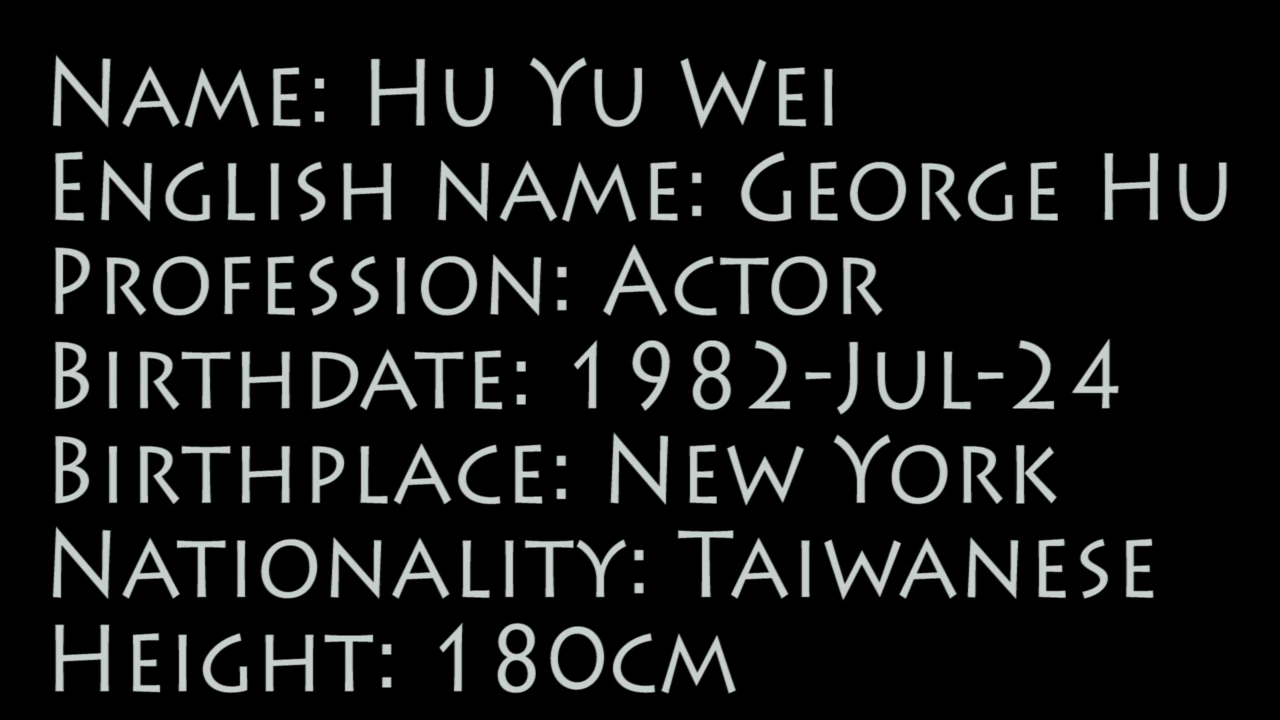 Name: Hu Yu Wei
English name: George Hu
Profession: Actor
Birthdate: 1982-Jul-24
Birthplace: New York
Nationality: Taiwanese
Height: 180cm